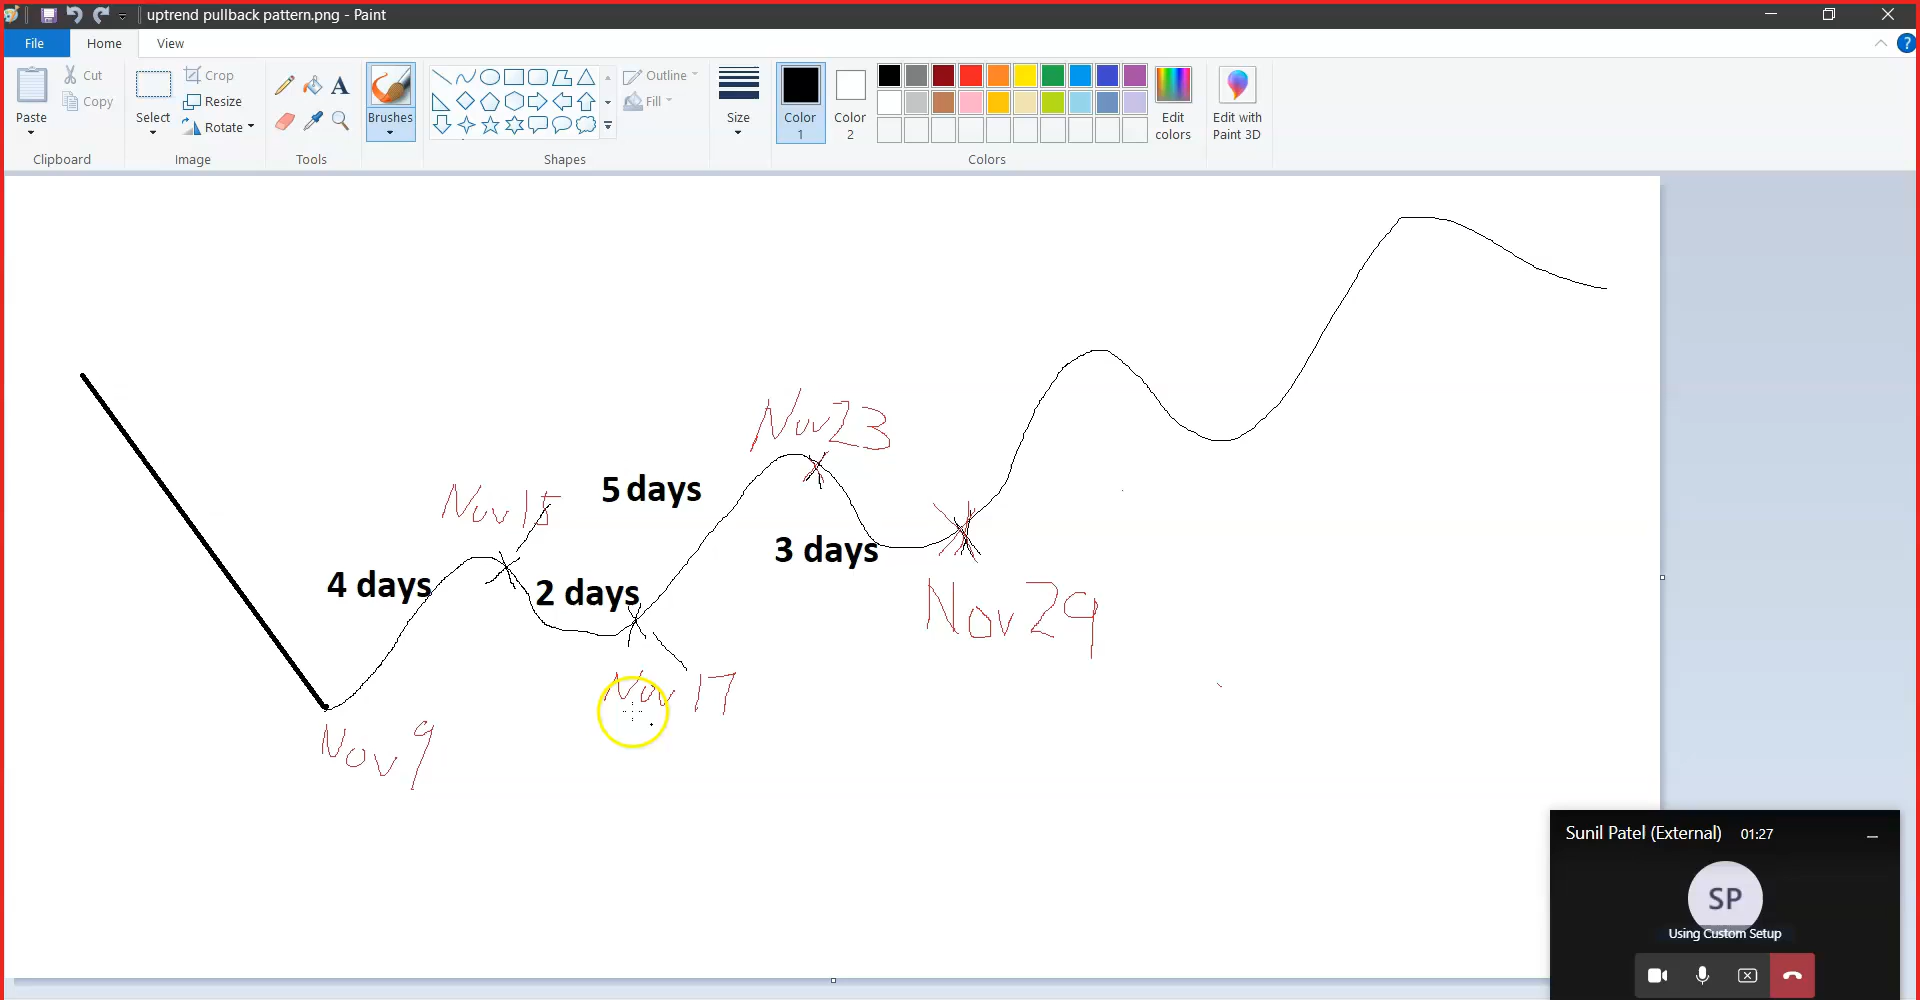 uptrend pullback pattern.png - Paint
File Home View
Paste
Cut
Copy
Clipboard
Select
Crop
Resize
Rotate
Image
A
Tools
Brushes
Shapes
Outline
Fill
Size
Color 1
Color 2
Colors
Edit colors
Edit with Paint 3D
?
Nov 23
5 days
Nov 15
3 days
4 days
2 days
Nov 29
Nov 17
Nov 9
Sunil Patel (External) 01:27
SP
Using Custom Setup